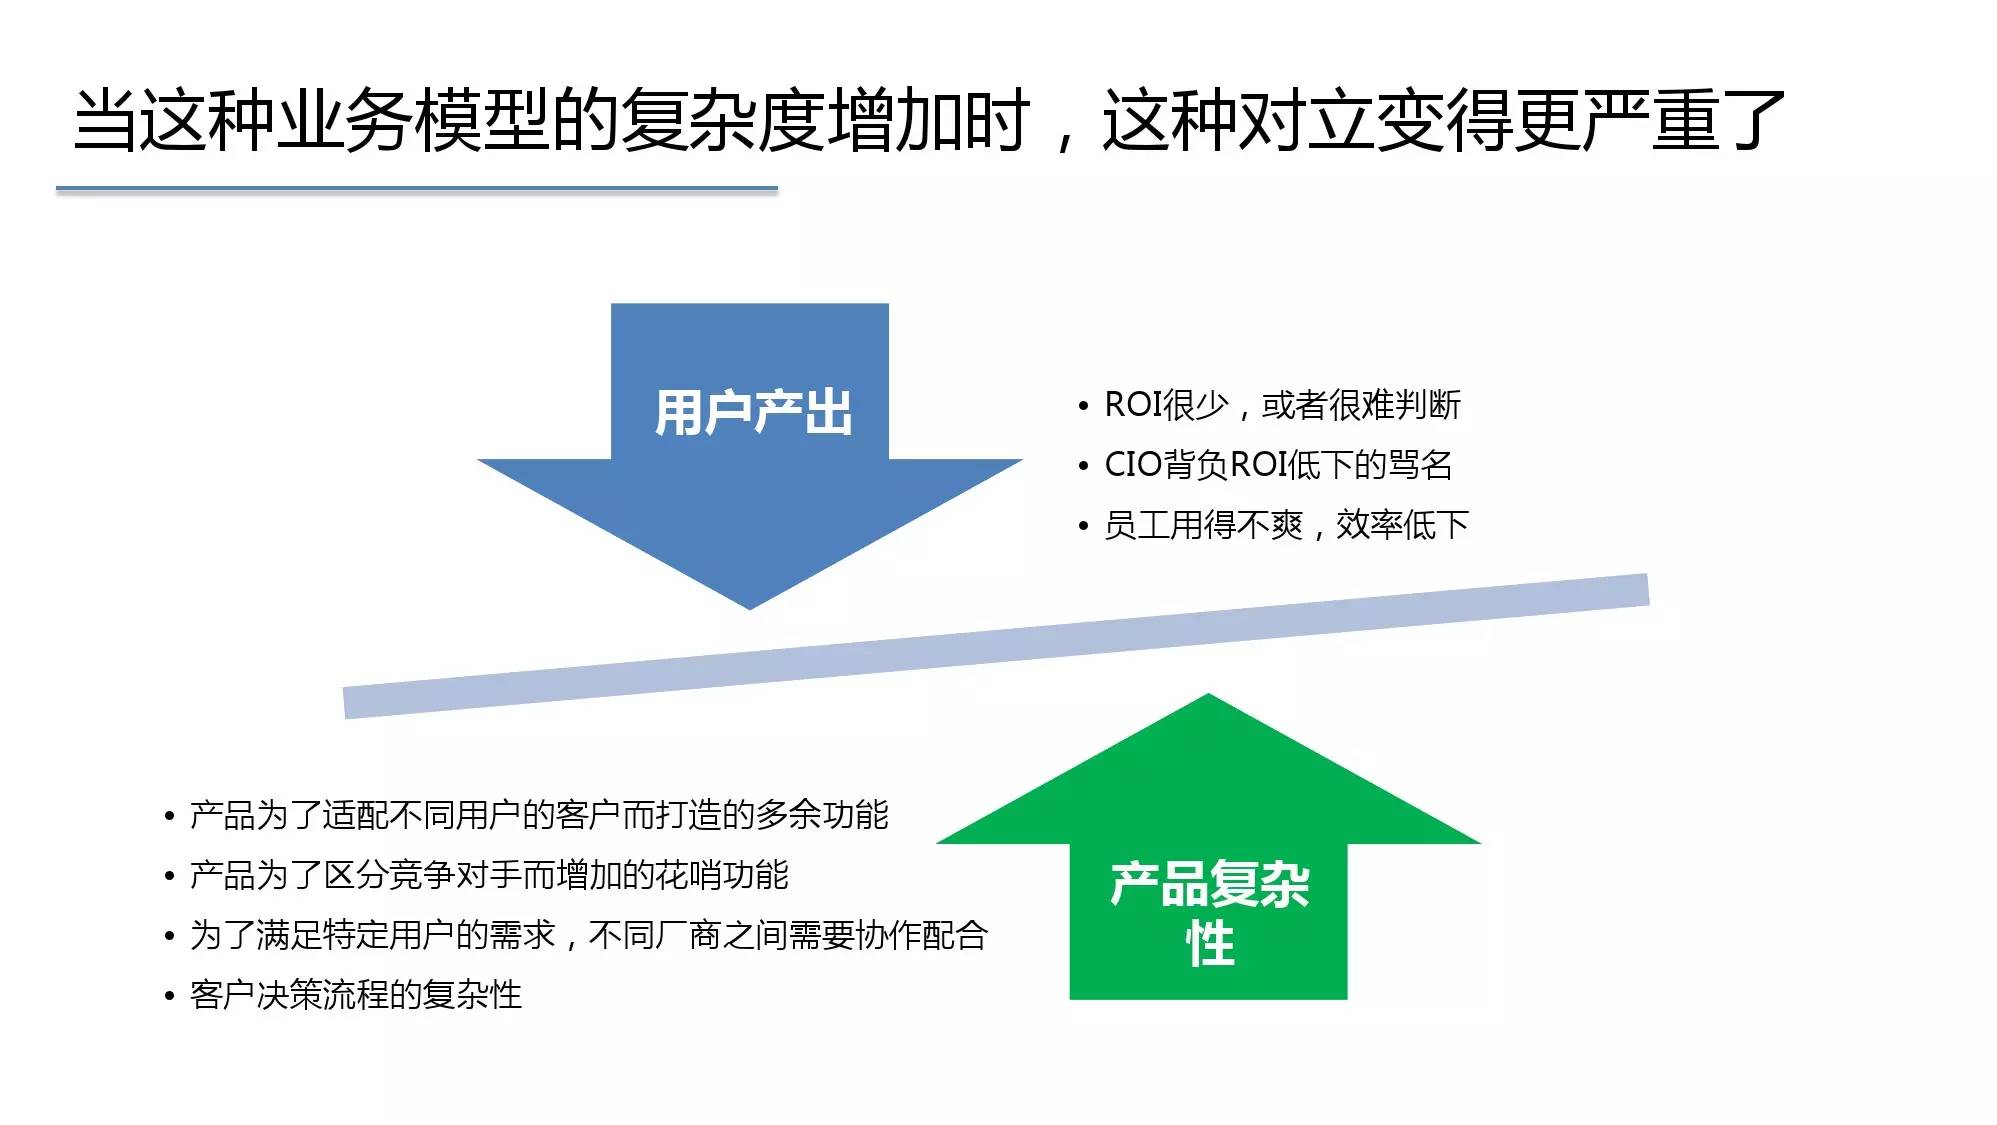 当这种业务模型的复杂度增加时，这种对立变得更严重了
用户产出
• ROI很少，或者很难判断
• CIO背负ROI低下的骂名
• 员工用得不爽，效率低下
• 产品为了适配不同用户的客户而打造的多余功能
• 产品为了区分竞争对手而增加的花哨功能
• 为了满足特定用户的需求，不同厂商之间需要协作配合
• 客户决策流程的复杂性
产品复杂
性